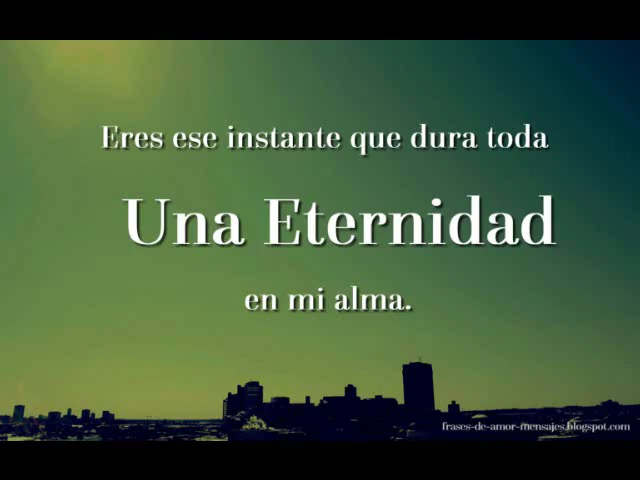 Eres ese instante que dura toda
Una Eternidad
en mi alma.
frases-de-amor-mensajes.blogspot.com